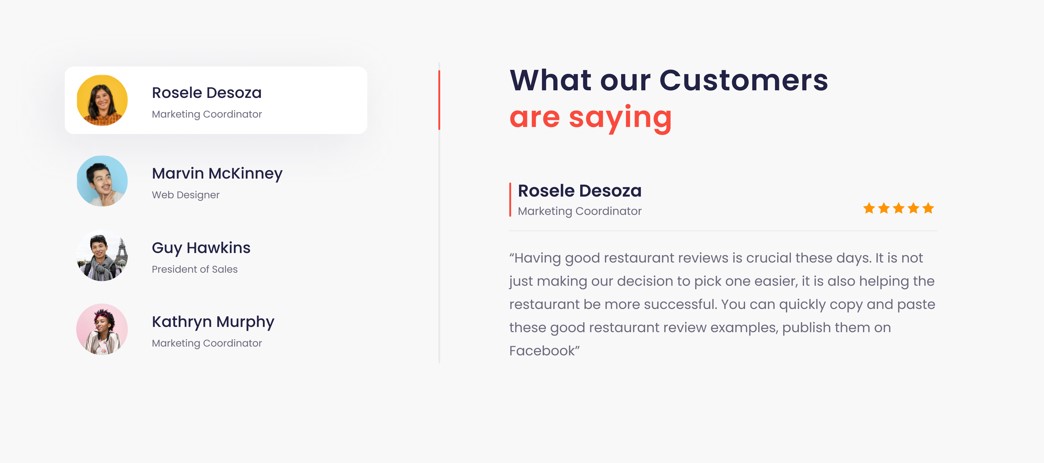 Rosele Desoza
Marketing Coordinator
Marvin McKinney
Web Designer
Guy Hawkins
President of Sales
Kathryn Murphy
Marketing Coordinator
What our Customers
are saying
Rosele Desoza
Marketing Coordinator
“Having good restaurant reviews is crucial these days. It is not
just making our decision to pick one easier, it is also helping the
restaurant be more successful. You can quickly copy and paste
these good restaurant review examples, publish them on
Facebook”